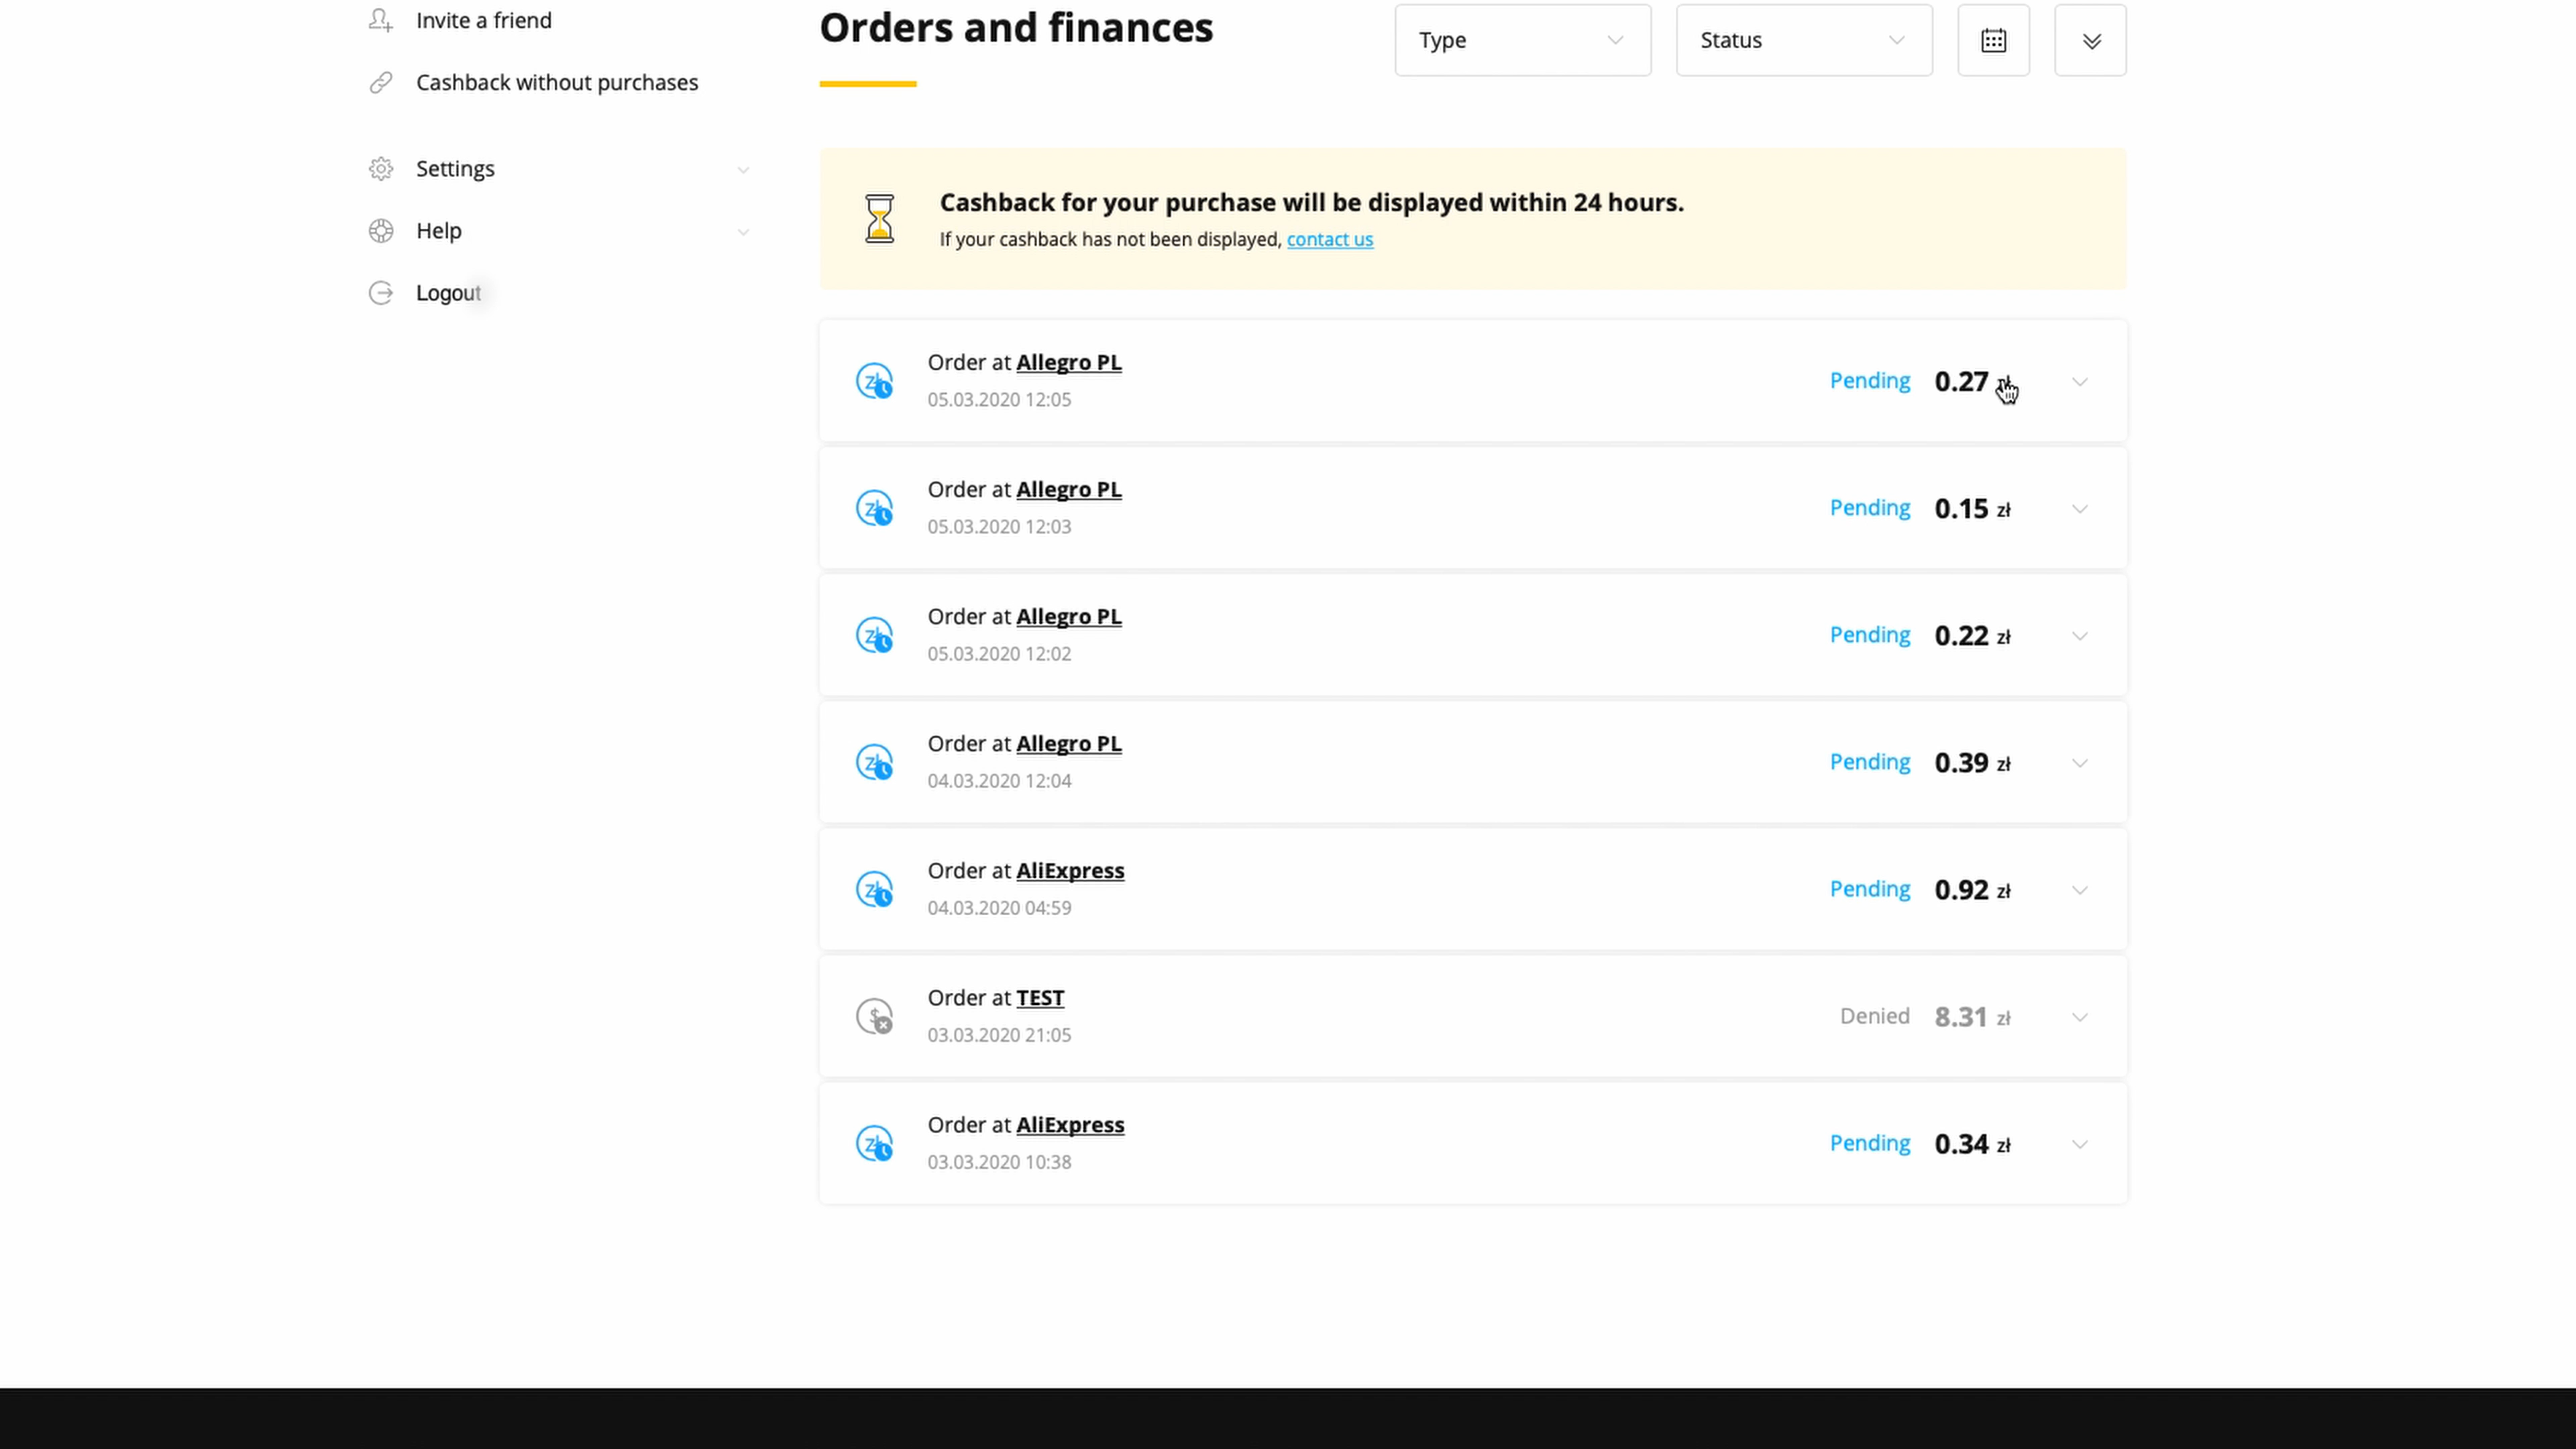 Invite a friend
Cashback without purchases
Settings
Help
Logout
Orders and finances
Type
Status
Cashback for your purchase will be displayed within 24 hours.
If your cashback has not been displayed, contact us
Order at Allegro PL
05.03.2020 12:05
Pending 0.27
Order at Allegro PL
05.03.2020 12:03
Pending 0.15 zł
Order at Allegro PL
05.03.2020 12:02
Pending 0.22 zł
Order at Allegro PL
04.03.2020 12:04
Pending 0.39 zł
Order at AliExpress
04.03.2020 04:59
Pending 0.92 zł
Order at TEST
03.03.2020 21:05
Denied 8.31 zł
Order at AliExpress
03.03.2020 10:38
Pending 0.34 zł